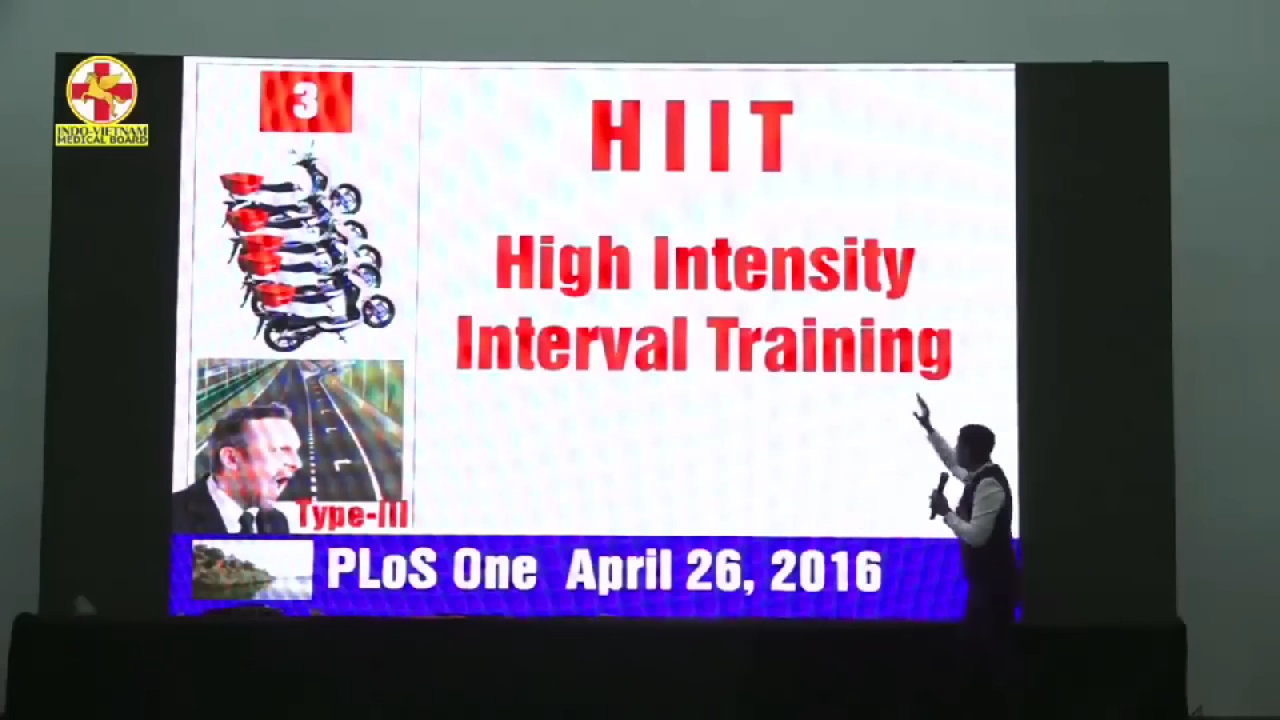 INDO-VIETNAM
MEDICAL BOARD
3
HIIT
High Intensity
Interval Training
Type-III
PLoS One April 26, 2016